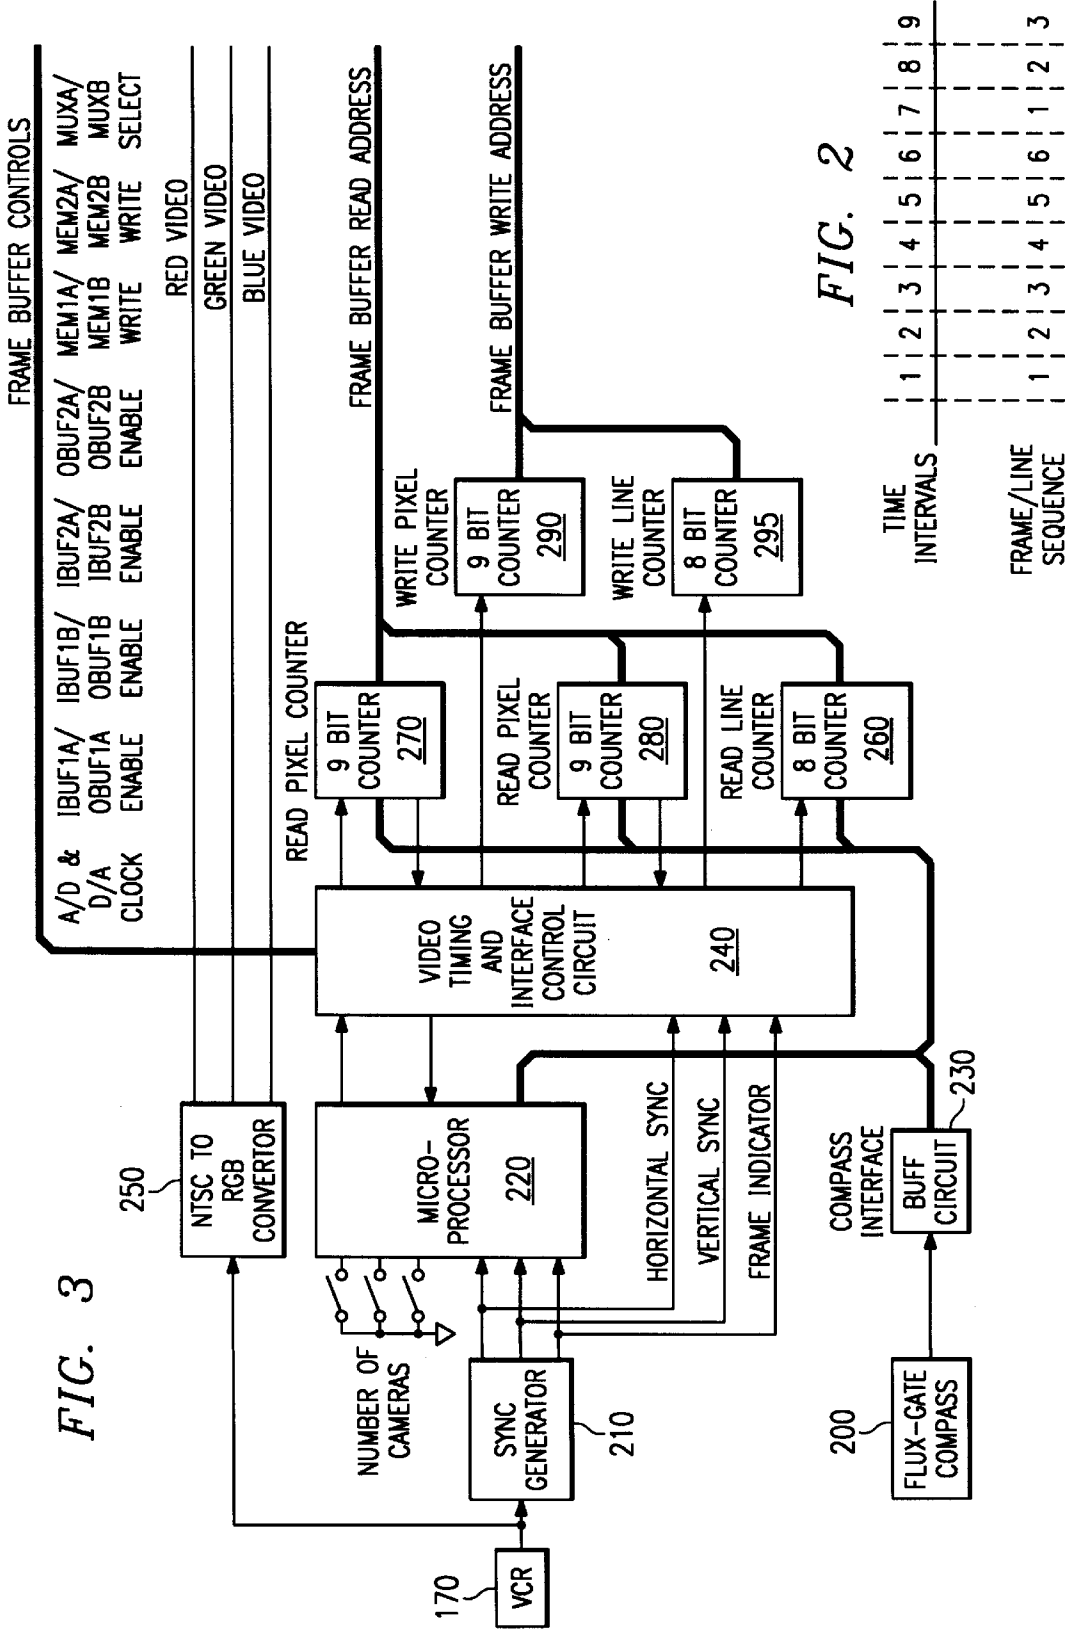 FIG. 3
FRAME BUFFER CONTROLS
A/D &
D/A
CLOCK
IBUF1A/
OBUF1A
ENABLE
IBUF1B/
OBUF1B
ENABLE
IBUF2A/
IBUF2B
ENABLE
OBUF2A/
OBUF2B
ENABLE
MEM1A/
MEM1B
WRITE
MEM2A/
MEM2B
WRITE
MUXA/
MUXB
SELECT
RED VIDEO
GREEN VIDEO
BLUE VIDEO
250
NTSC TO
RGB
CONVERTOR
READ PIXEL COUNTER
9 BIT
COUNTER
270
FRAME BUFFER READ ADDRESS
NUMBER OF
CAMERAS
MICRO-
PROCESSOR
220
VIDEO
TIMING
AND
INTERFACE
CONTROL
CIRCUIT
240
WRITE PIXEL
COUNTER
9 BIT
COUNTER
290
FRAME BUFFER WRITE ADDRESS
170
VCR
SYNC
GENERATOR
210
READ PIXEL
COUNTER
9 BIT
COUNTER
280
WRITE LINE
COUNTER
8 BIT
COUNTER
295
HORIZONTAL SYNC
VERTICAL SYNC
FRAME INDICATOR
READ LINE
COUNTER
8 BIT
COUNTER
260
200
FLUX-GATE
COMPASS
COMPASS
INTERFACE
BUFF
CIRCUIT
230
FIG. 2
TIME
INTERVALS
1 2 3 4 5 6 7 8 9
FRAME/LINE
SEQUENCE
1 2 3 4 5 6 1 2 3